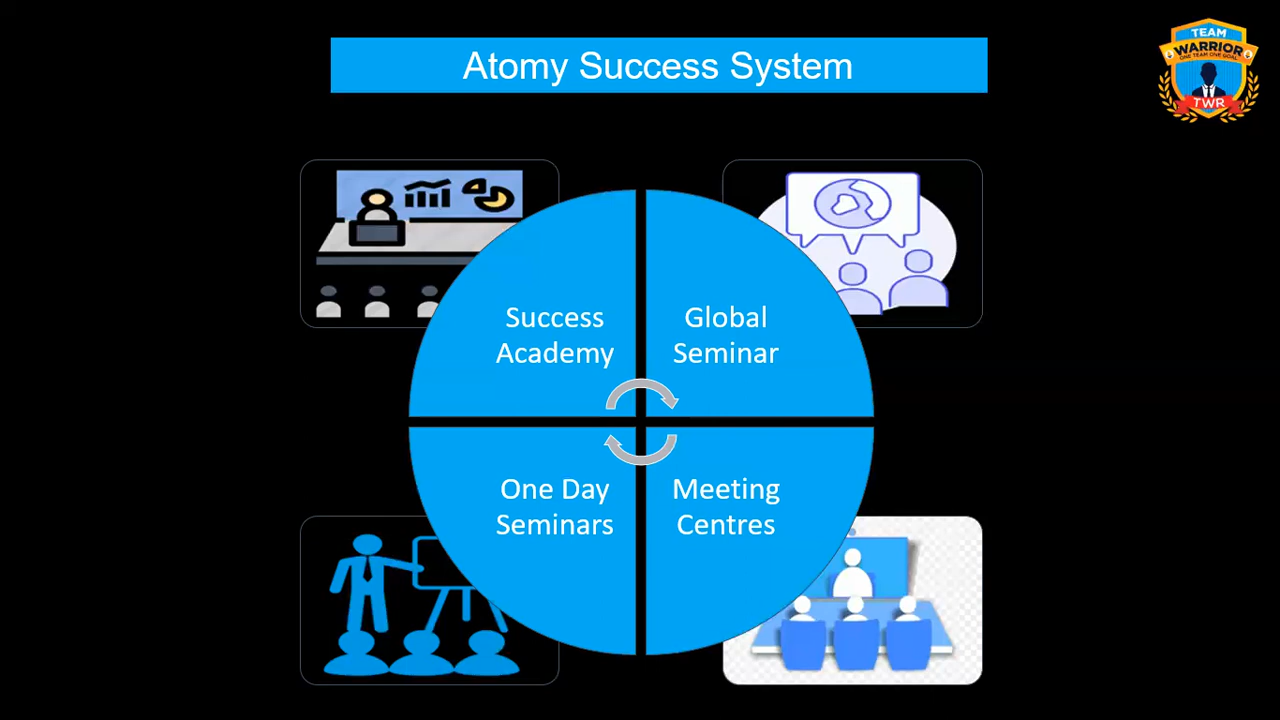 Atomy Success System
TEAM
WARRIOR
ONE TEAM ONE GOAL
TWR
Success
Academy
Global
Seminar
One Day
Seminars
Meeting
Centres